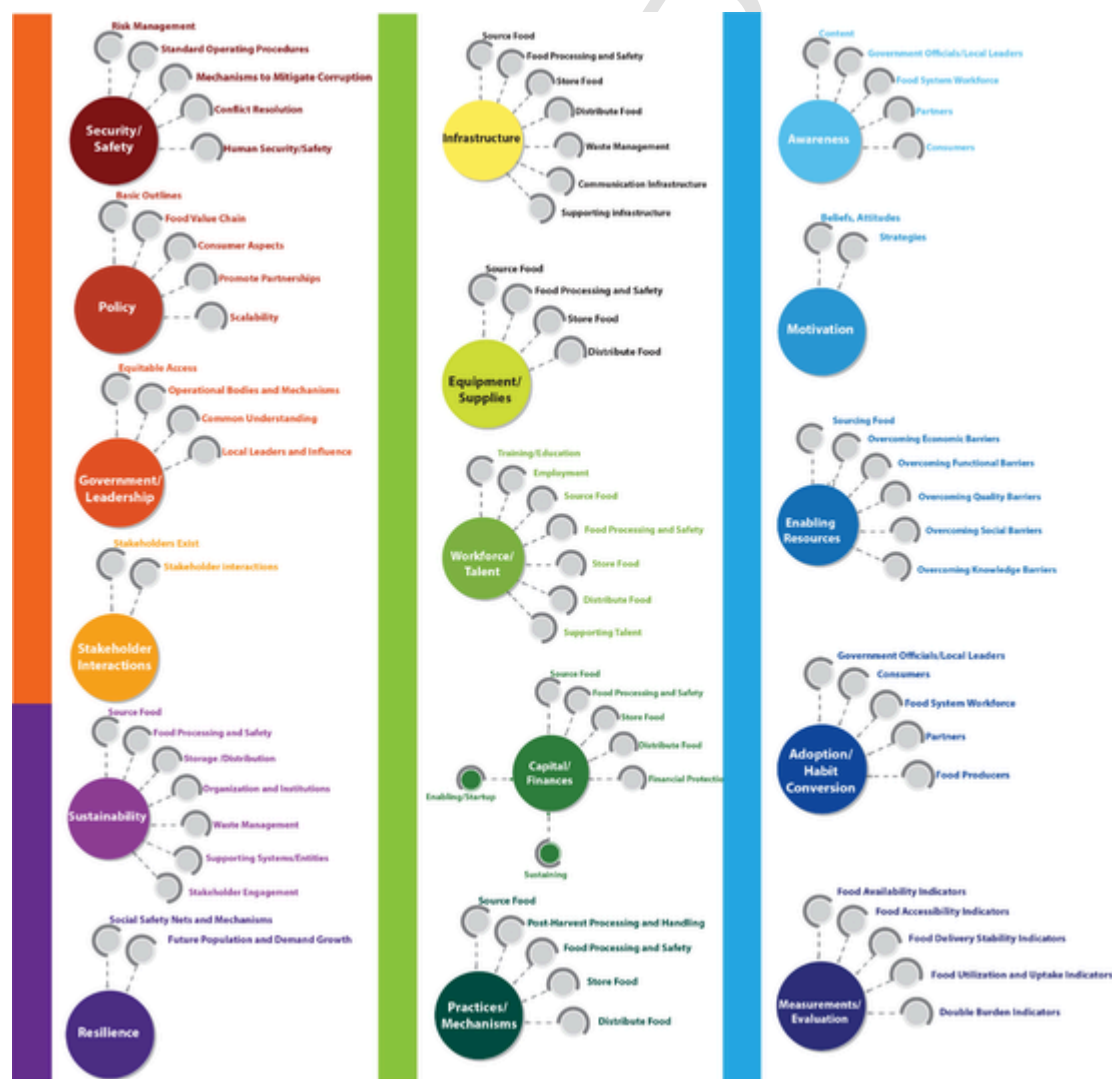 Risk Management
Standard Operating Procedures
Mechanisms to Mitigate Corruption
Conflict Resolution
Human Security/Safety
Security/
Safety
Basic Outlines
Food Value Chain
Consumer Aspects
Promote Partnerships
Scalability
Policy
Equitable Access
Operational Bodies and Mechanisms
Common Understanding
Local Leaders and Influence
Government/
Leadership
Stakeholders Exist
Stakeholder interactions
Stakeholder
Interactions
Source Food
Food Processing and Safety
Storage /Distribution
Organization and Institutions
Waste Management
Supporting Systems/Entities
Stakeholder Engagement
Sustainability
Social Safety Nets and Mechanisms
Future Population and Demand Growth
Resilience
Source Food
Food Processing and Safety
Store Food
Distribute Food
Waste Management
Communication Infrastructure
Supporting infrastructure
Infrastructure
Source Food
Food Processing and Safety
Store Food
Distribute Food
Equipment/
Supplies
Training/Education
Employment
Source Food
Food Processing and Safety
Store Food
Distribute Food
Supporting Talent
Workforce/
Talent
Source Food
Food Processing and Safety
Store Food
Distribute Food
Financial Protectio
Capital/
Finances
Enabling/Startup
Sustaining
Source Food
Post-Harvest Processing and Handling
Food Processing and Safety
Store Food
Distribute Food
Practices/
Mechanisms
Content
Government Officials/Local Leaders
Food System Workforce
Partners
Consumers
Awareness
Beliefs, Attitudes
Strategies
Motivation
Sourcing Food
Overcoming Economic Barriers
Overcoming Functional Barriers
Overcoming Quality Barriers
Overcoming Social Barriers
Overcoming Knowledge Barriers
Enabling
Resources
Government Officials/Local Leaders
Consumers
Food System Workforce
Partners
Food Producers
Adoption/
Habit
Conversion
Food Availability Indicators
Food Accessibility Indicators
Food Delivery Stability Indicators
Food Utilization and Uptake Indicators
Double Burden Indicators
Measurements/
Evaluation